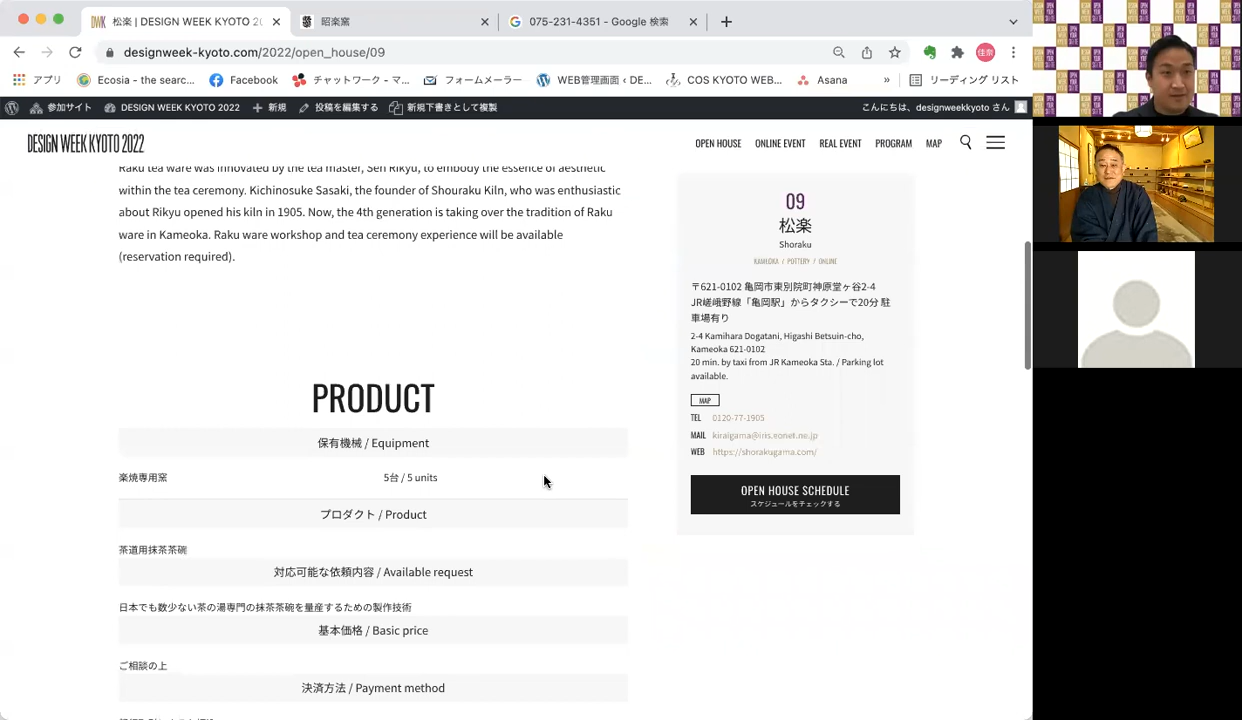 松楽 | DESIGN WEEK KYOTO 20
昭楽窯
075-231-4351 - Google 検索
designweek-kyoto.com/2022/open_house/09
佳奈
アプリ
Ecosia - the searc...
Facebook
チャットワーク - マ...
フォームメーラー
WEB管理画面 ‹ DE...
COS KYOTO WEB...
Asana
»
リーディング リスト
参加サイト
DESIGN WEEK KYOTO 2022
新規
投稿を編集する
新規下書きとして複製
こんにちは、designweekkyoto さん
DESIGN WEEK KYOTO 2022
OPEN HOUSE
ONLINE EVENT
REAL EVENT
PROGRAM
MAP
Raku tea ware was innovated by the tea master, Sen Rikyu, to embody the essence of aesthetic
within the tea ceremony. Kichinosuke Sasaki, the founder of Shouraku Kiln, who was enthusiastic
about Rikyu opened his kiln in 1905. Now, the 4th generation is taking over the tradition of Raku
ware in Kameoka. Raku ware workshop and tea ceremony experience will be available
(reservation required).
PRODUCT
保有機械 / Equipment
楽焼専用窯
5台 / 5 units
プロダクト / Product
茶道用抹茶茶碗
対応可能な依頼内容 / Available request
日本でも数少ない茶の湯専門の抹茶茶碗を量産するための製作技術
基本価格 / Basic price
ご相談の上
決済方法 / Payment method
09
松楽
Shoraku
KAMEOKA / POTTERY / ONLINE
〒621-0102 亀岡市東別院町神原堂ヶ谷2-4
JR嵯峨野線「亀岡駅」からタクシーで20分 駐
車場有り
2-4 Kamihara Dogatani, Higashi Betsuin-cho,
Kameoka 621-0102
20 min. by taxi from JR Kameoka Sta. / Parking lot
available.
MAP
TEL 0120-77-1905
MAIL kiraigama@iris.eonet.ne.jp
WEB https://shorakugama.com/
OPEN HOUSE SCHEDULE
スケジュールをチェックする